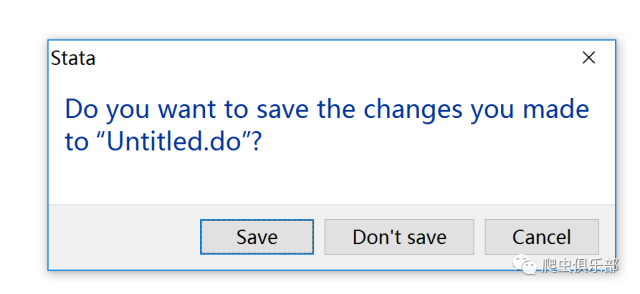 Stata
Do you want to save the changes you made
to “Untitled.do”?
Save
Don't save
Cancel
爬虫俱乐部